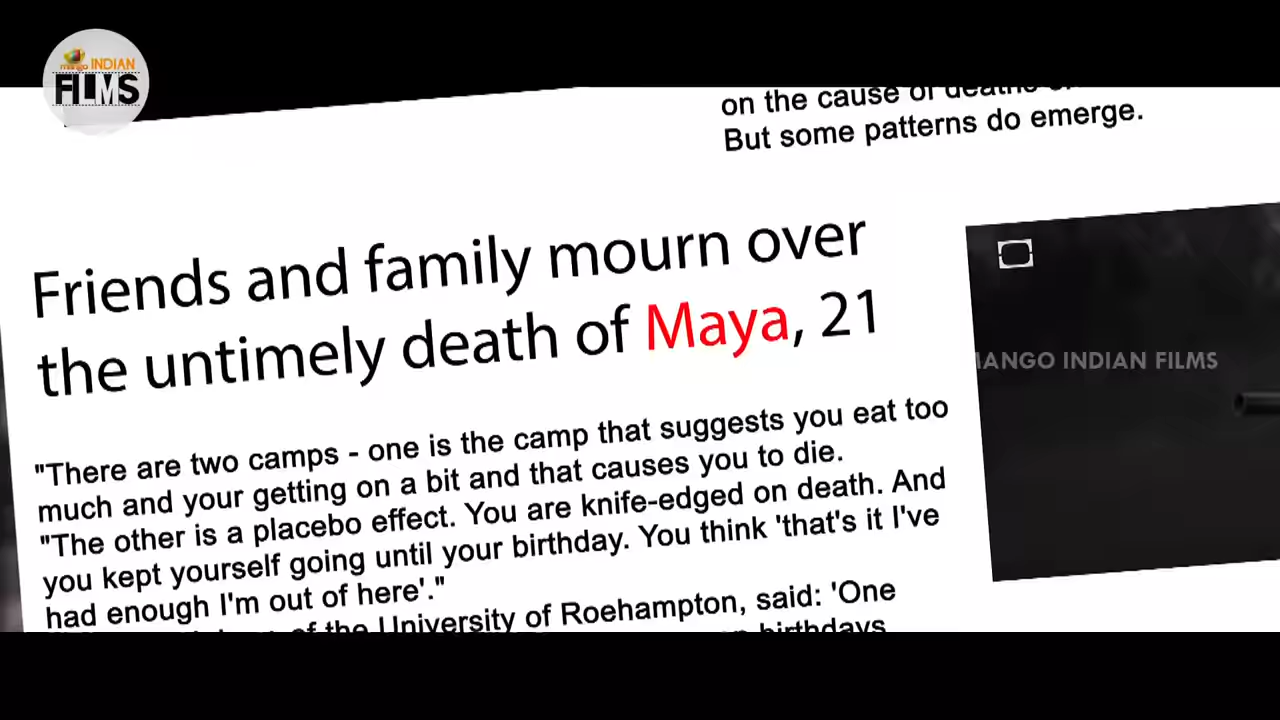 mango INDIAN
FILMS
on the cause of deaths
But some patterns do emerge.
Friends and family mourn over
the untimely death of Maya, 21
MANGO INDIAN FILMS
"There are two camps - one is the camp that suggests you eat too
much and your getting on a bit and that causes you to die.
"The other is a placebo effect. You are knife-edged on death. And
you kept yourself going until your birthday. You think 'that's it I've
had enough I'm out of here'."
of the University of Roehampton, said: 'One
birthdays